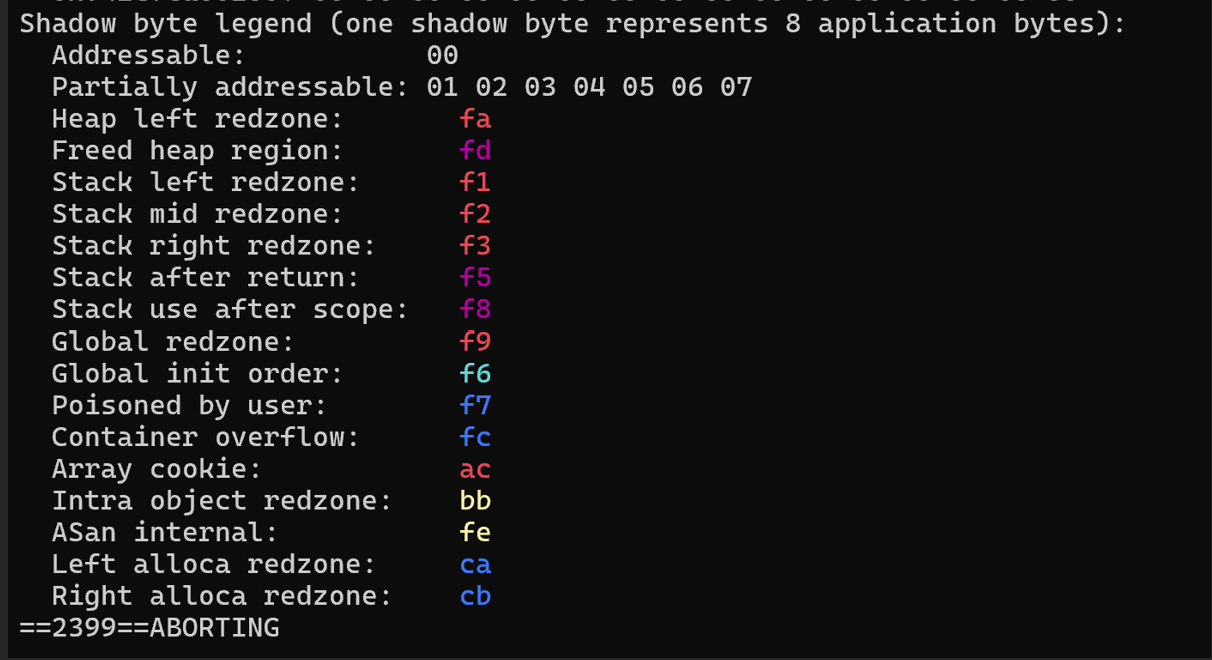 Shadow byte legend (one shadow byte represents 8 application bytes):
  Addressable:           00
  Partially addressable: 01 02 03 04 05 06 07
  Heap left redzone:       fa
  Freed heap region:       fd
  Stack left redzone:      f1
  Stack mid redzone:       f2
  Stack right redzone:     f3
  Stack after return:      f5
  Stack use after scope:   f8
  Global redzone:          f9
  Global init order:       f6
  Poisoned by user:        f7
  Container overflow:      fc
  Array cookie:            ac
  Intra object redzone:    bb
  ASan internal:           fe
  Left alloca redzone:     ca
  Right alloca redzone:    cb
==2399==ABORTING